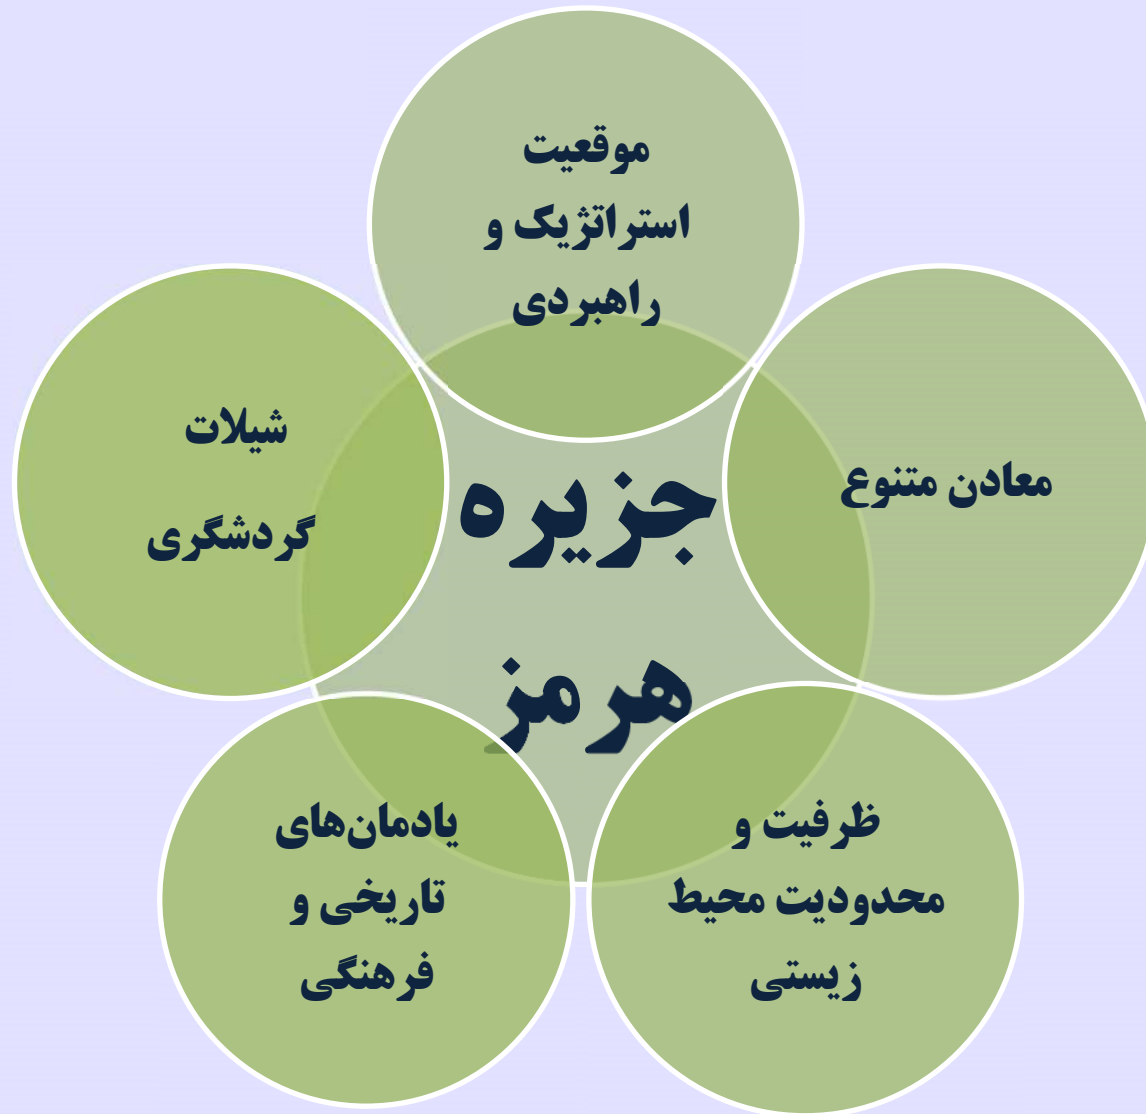 موقعیت
استراتژیک و
راهبردی
معادن متنوع
ظرفیت و
محدودیت محیط
زیستی
یادمان‌های
تاریخی و
فرهنگی
شیلات
گردشگری
جزیره
هرمز